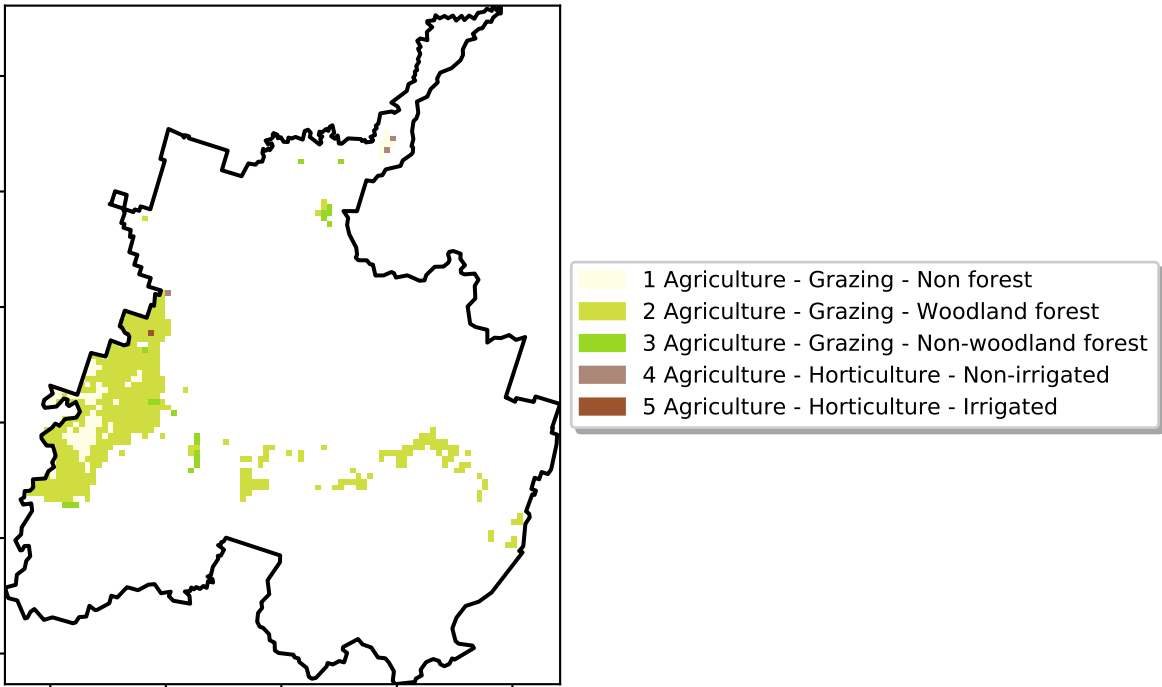 1 Agriculture - Grazing - Non forest
2 Agriculture - Grazing - Woodland forest
3 Agriculture - Grazing - Non-woodland forest
4 Agriculture - Horticulture - Non-irrigated
5 Agriculture - Horticulture - Irrigated